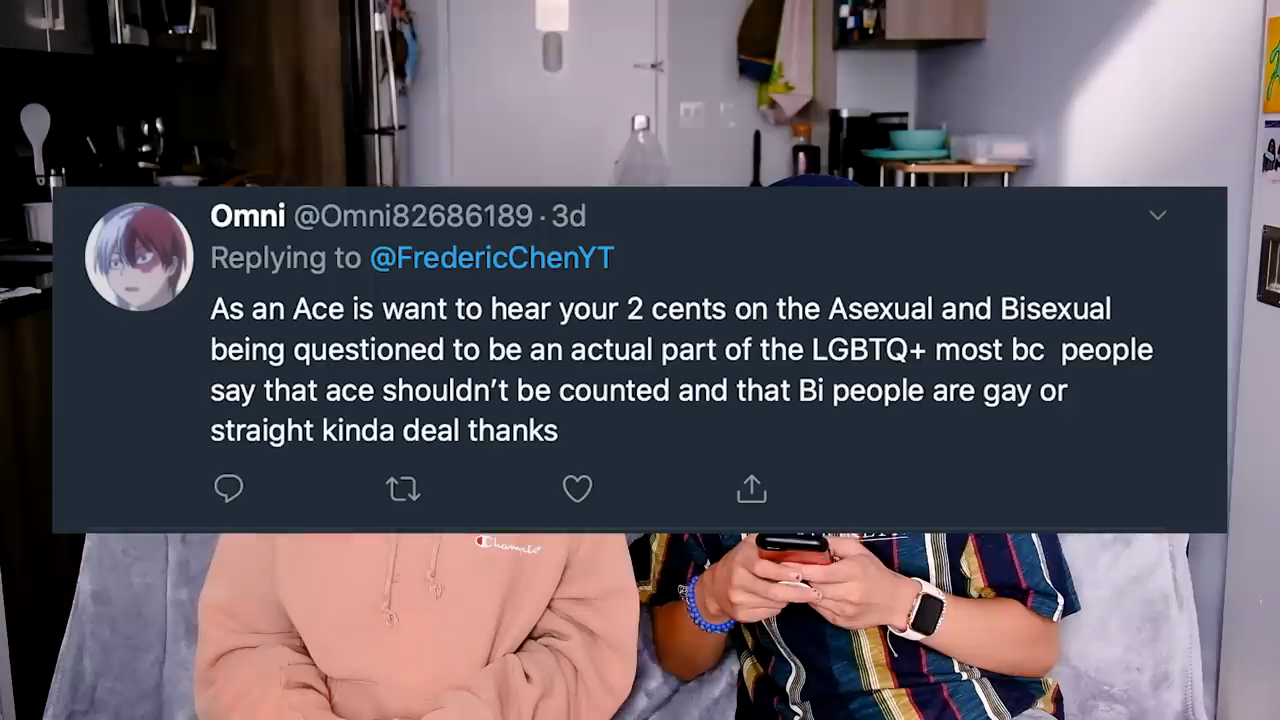 Omni @Omni82686189 · 3d
Replying to @FredericChenYT
As an Ace is want to hear your 2 cents on the Asexual and Bisexual
being questioned to be an actual part of the LGBTQ+ most bc  people
say that ace shouldn't be counted and that Bi people are gay or
straight kinda deal thanks
Champion